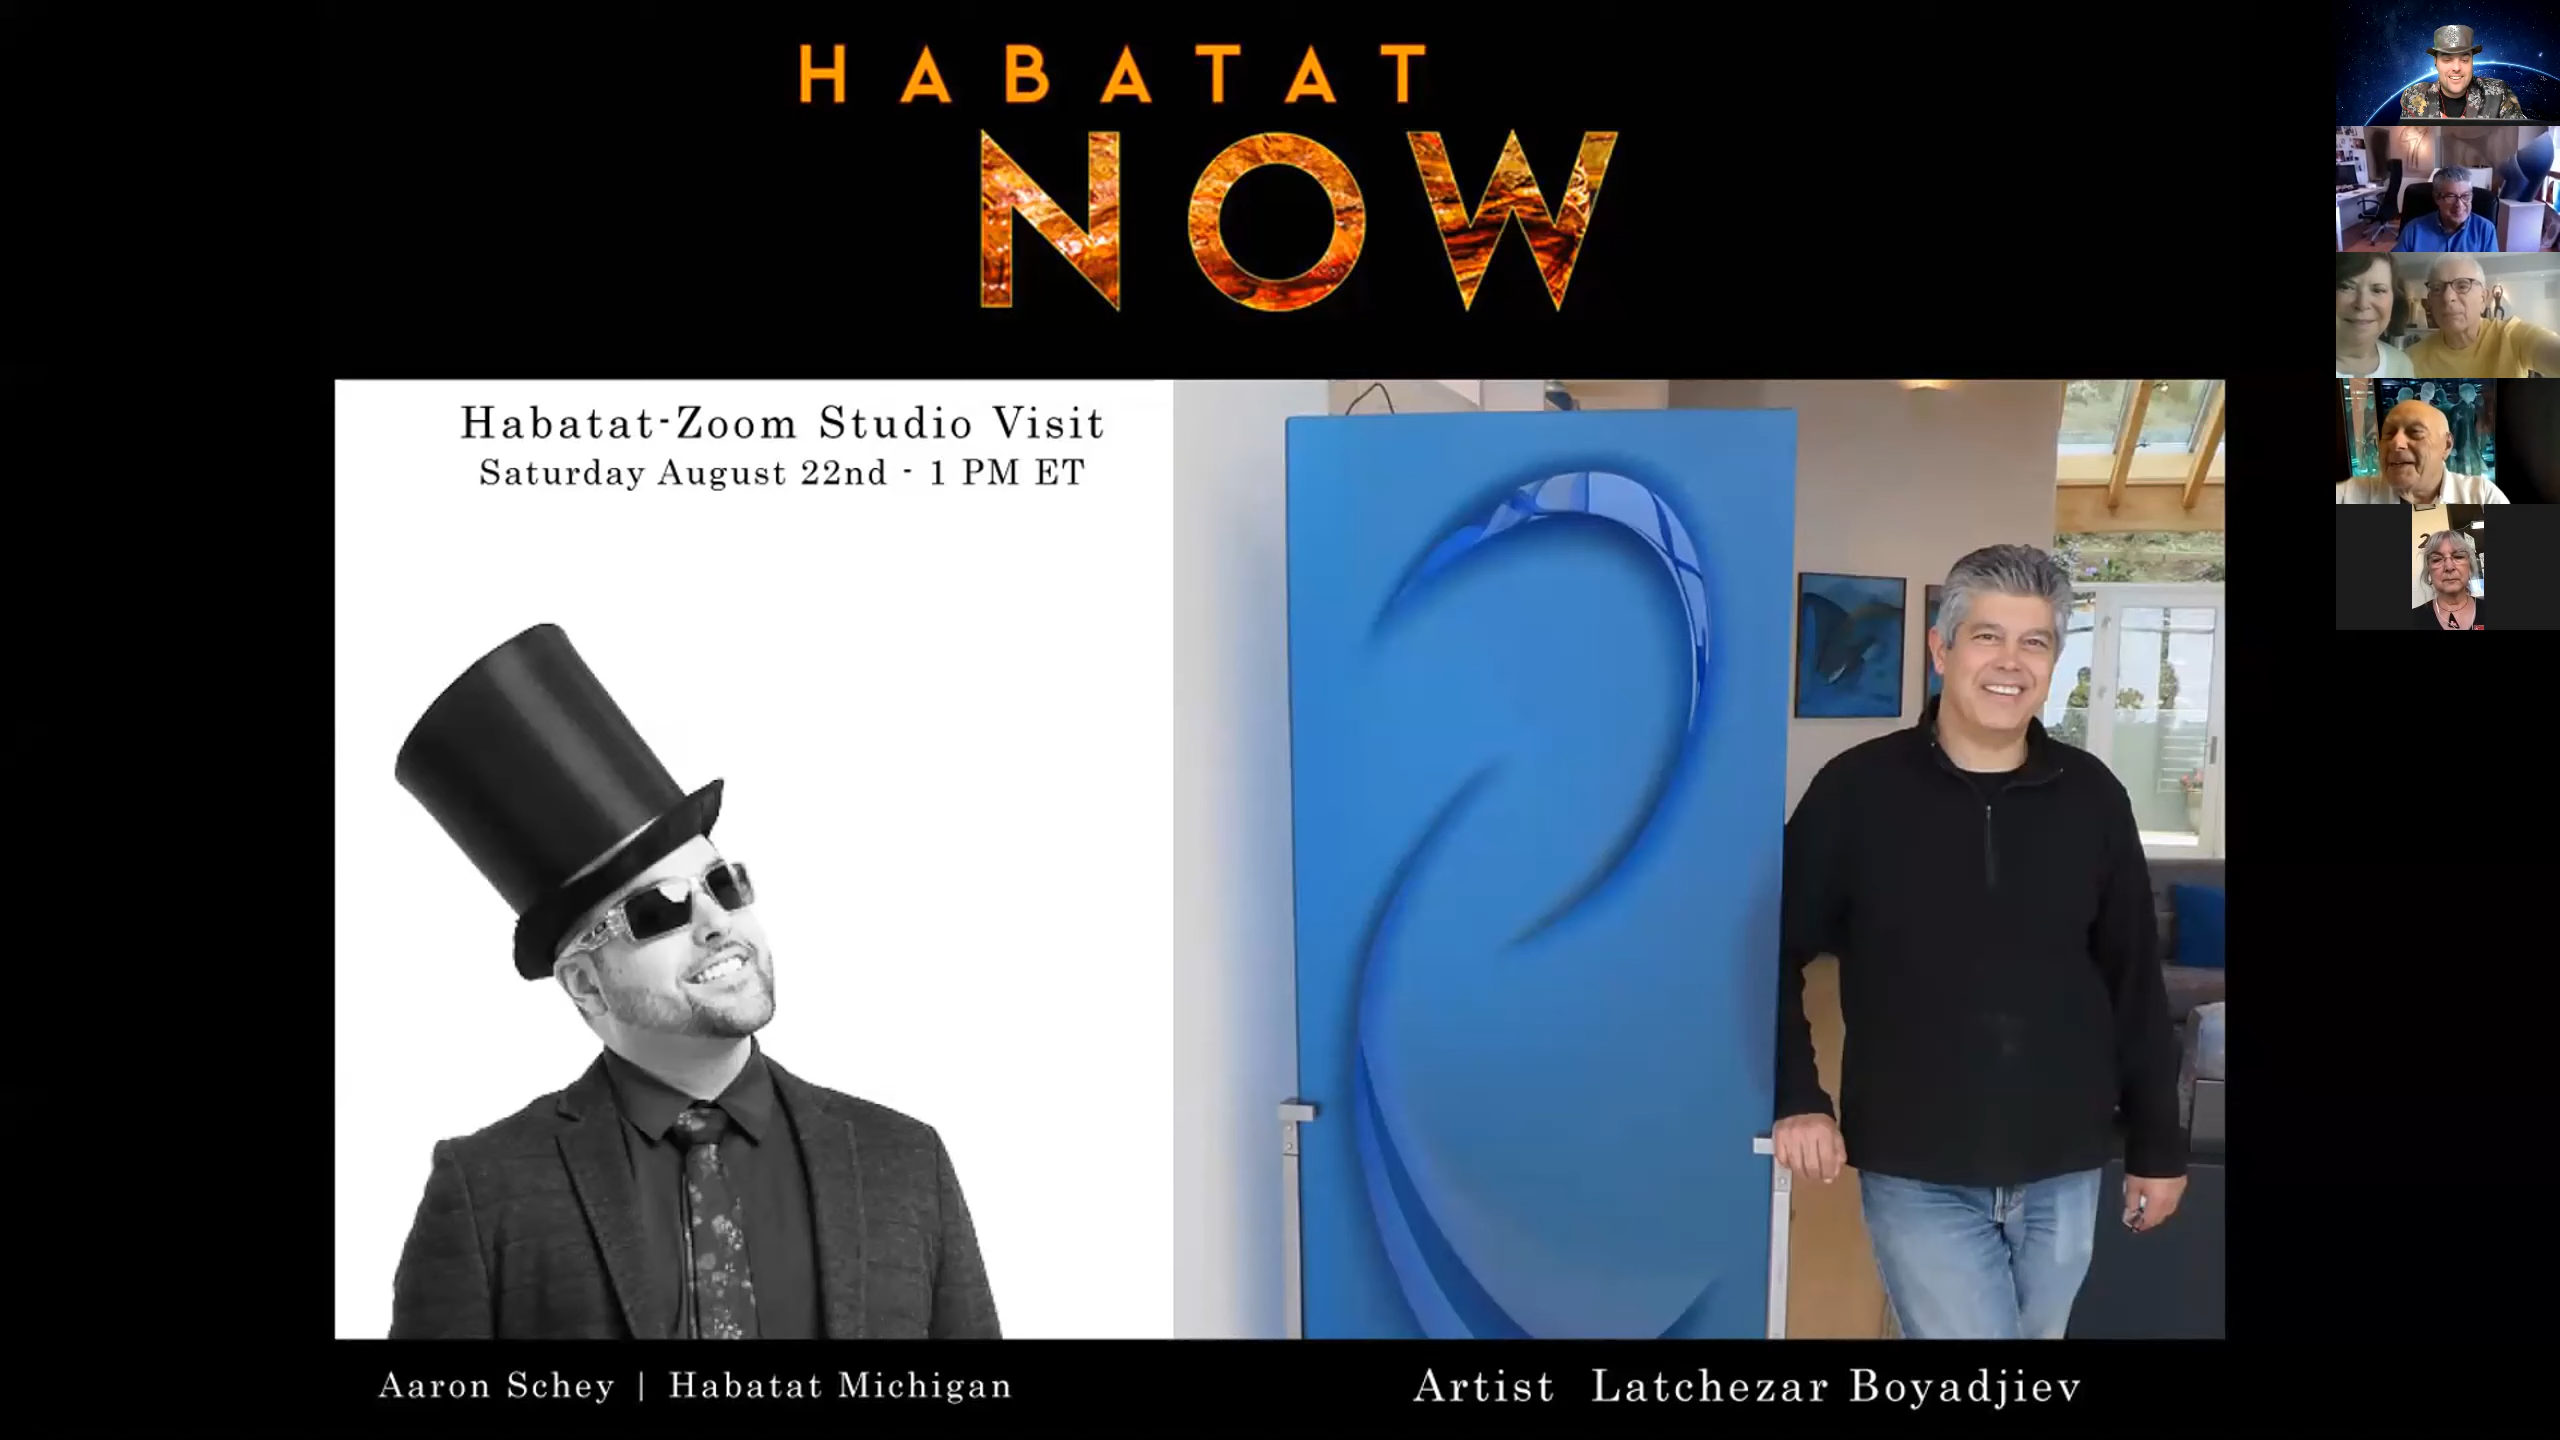 HABATAT
NOW
Habatat-Zoom Studio Visit
Saturday August 22nd - 1 PM ET
Aaron Schey | Habatat Michigan
Artist Latchezar Boyadjiev